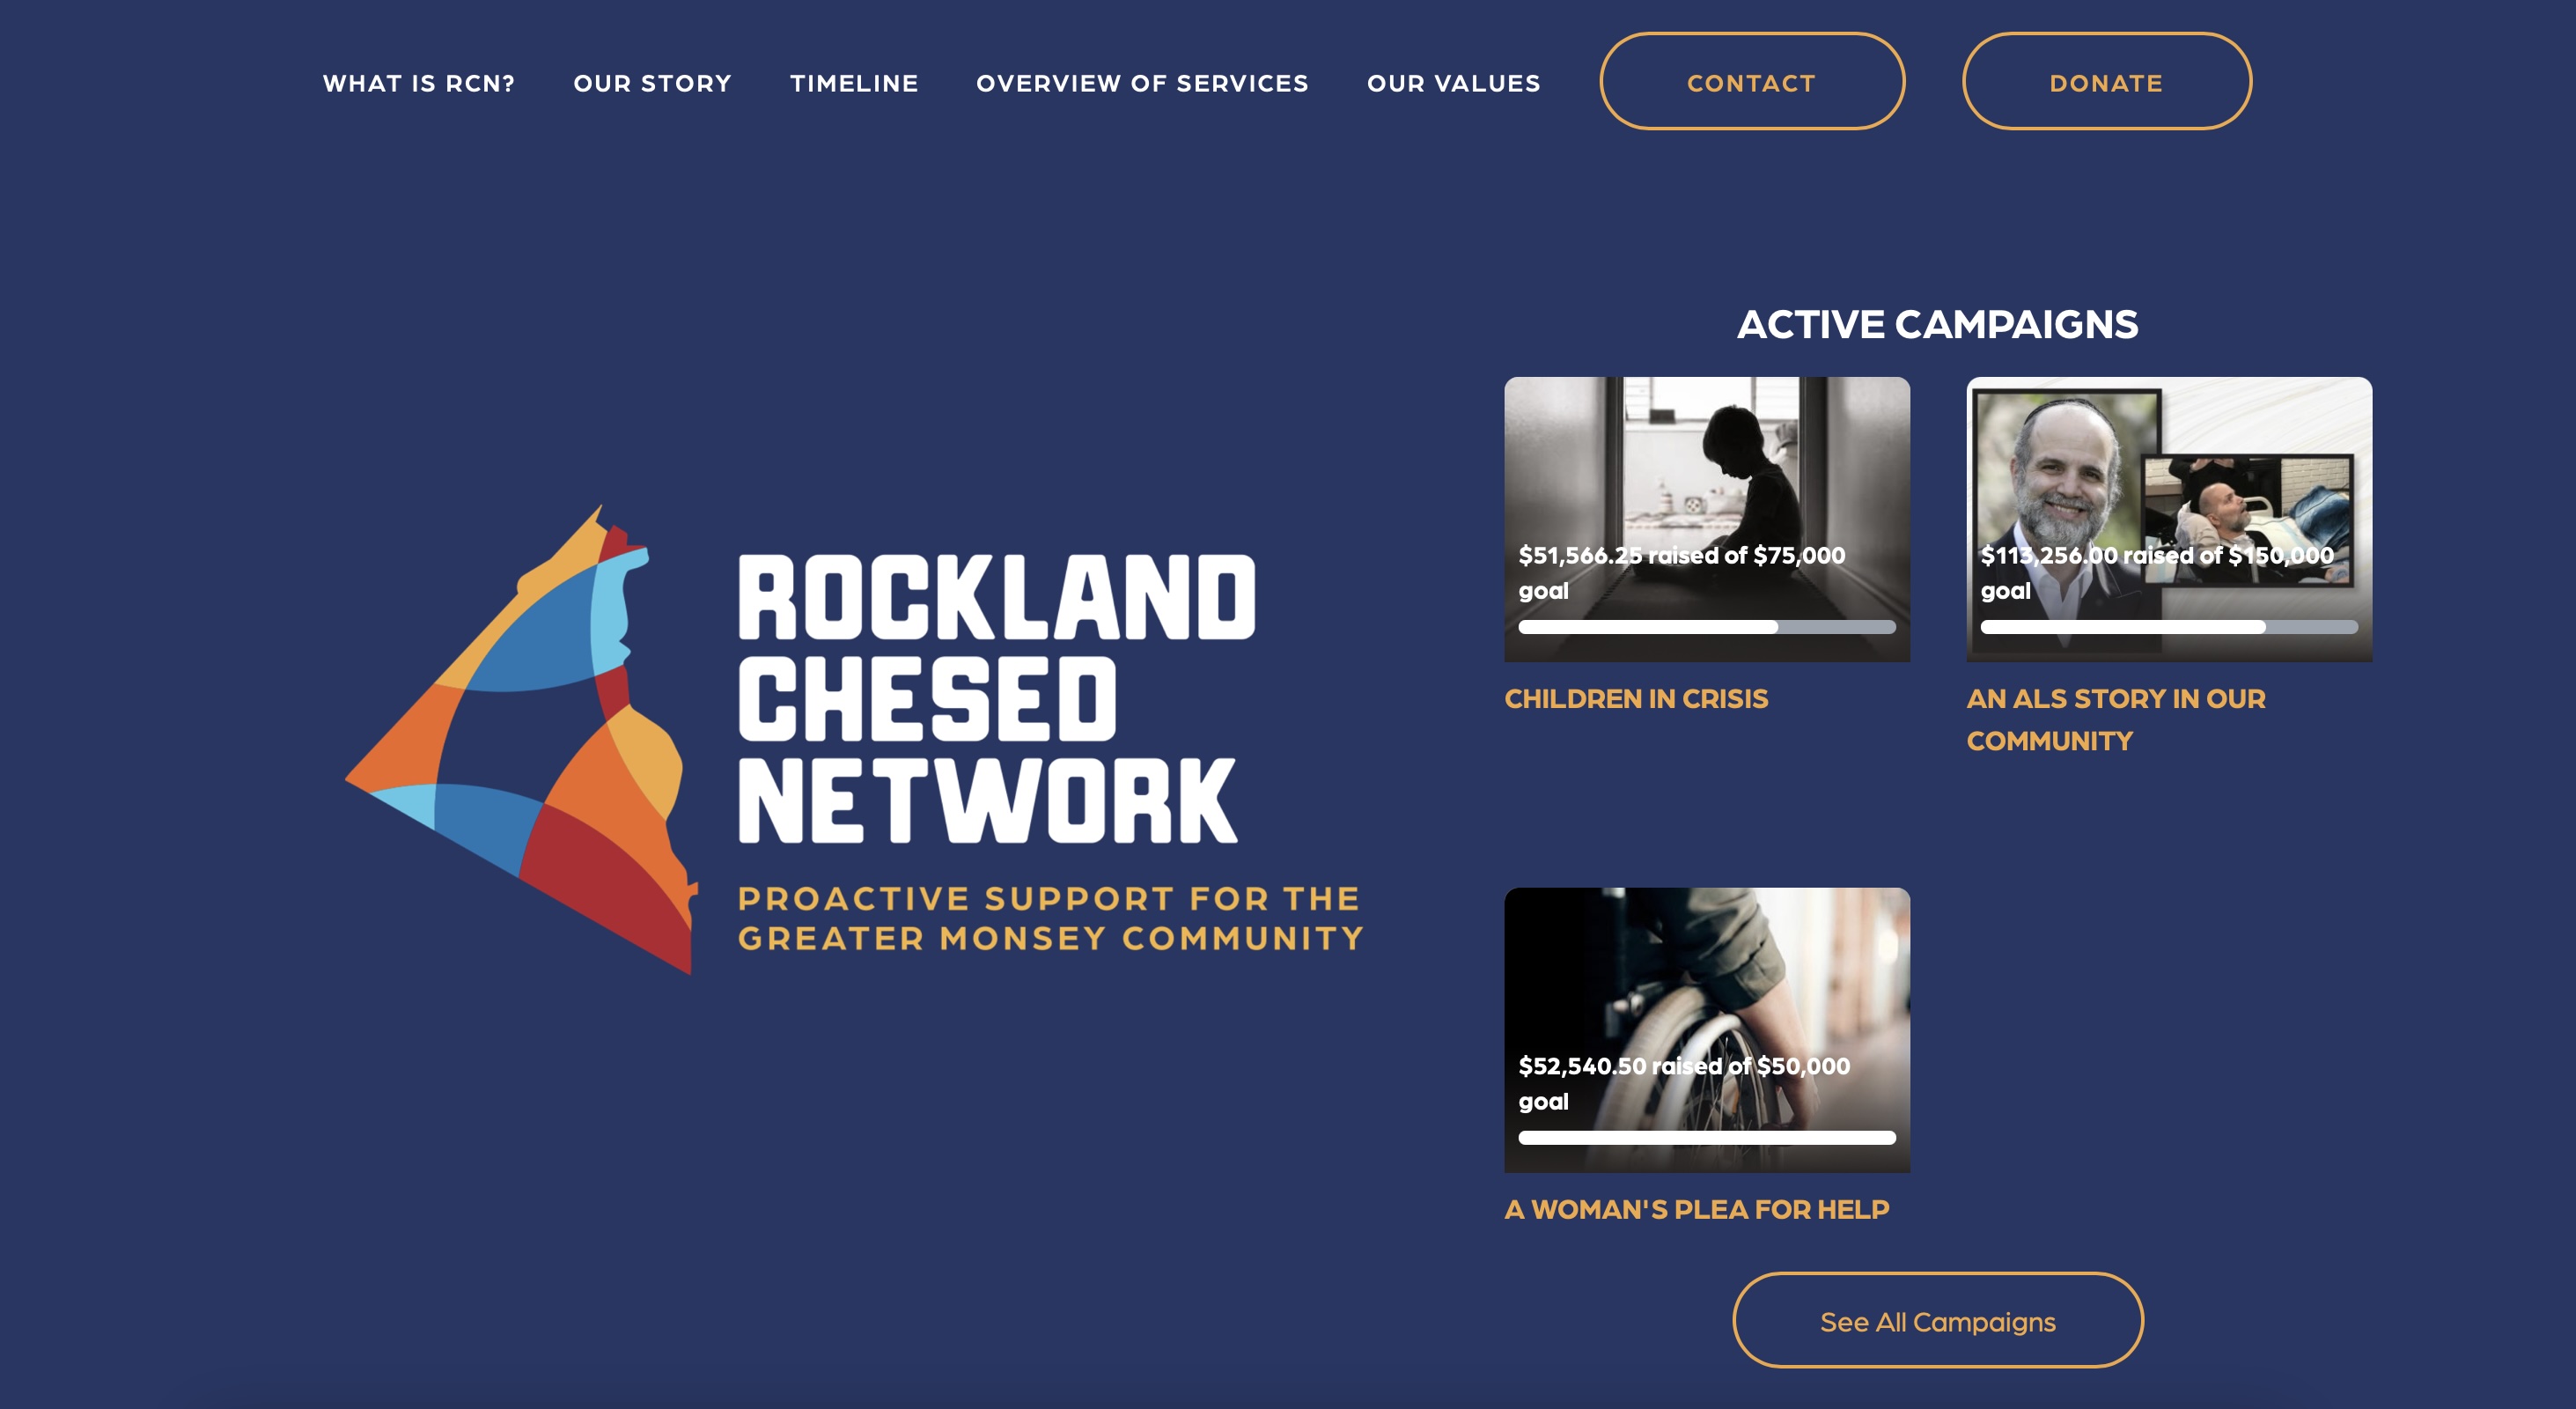 WHAT IS RCN?
OUR STORY
TIMELINE
OVERVIEW OF SERVICES
OUR VALUES
CONTACT
DONATE
ROCKLAND
CHESED
NETWORK
PROACTIVE SUPPORT FOR THE
GREATER MONSEY COMMUNITY
ACTIVE CAMPAIGNS
$51,566.25 raised of $75,000
goal
CHILDREN IN CRISIS
$113,256.00 raised of $150,000
goal
AN ALS STORY IN OUR
COMMUNITY
$52,540.50 raised of $50,000
goal
A WOMAN'S PLEA FOR HELP
See All Campaigns